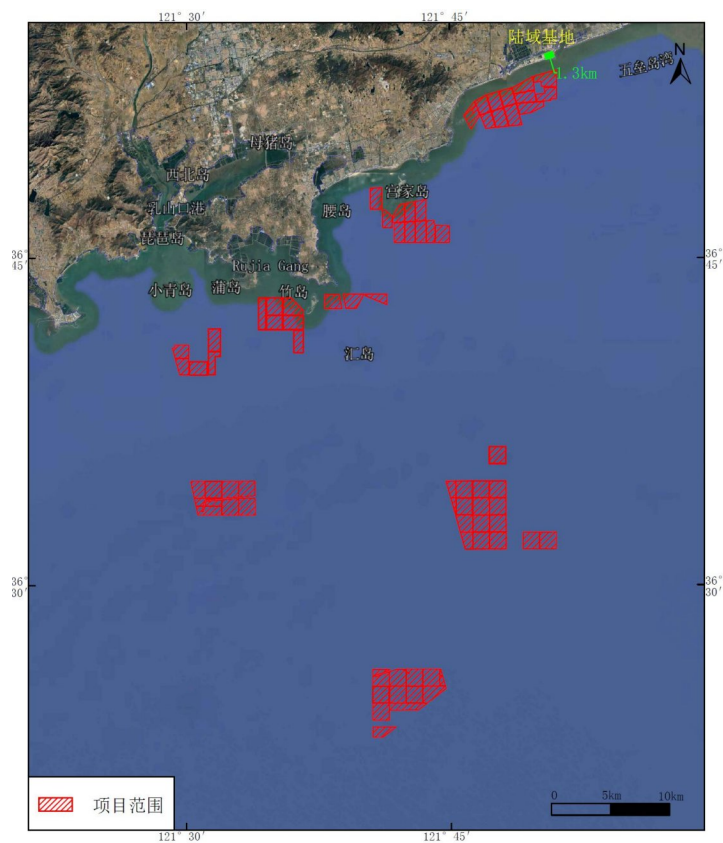 121° 30′
121° 45′
陆域基地
N
五垒岛湾
1.3km
母猪岛
西北岛
宫家岛
乳山口港
腰岛
琵琶岛
36°
45′
36°
45′
Rujia Gang
小青岛
蒲岛
竹岛
汇岛
36°
30′
36°
30′
项目范围
0
5km
10km
121° 30′
121° 45′